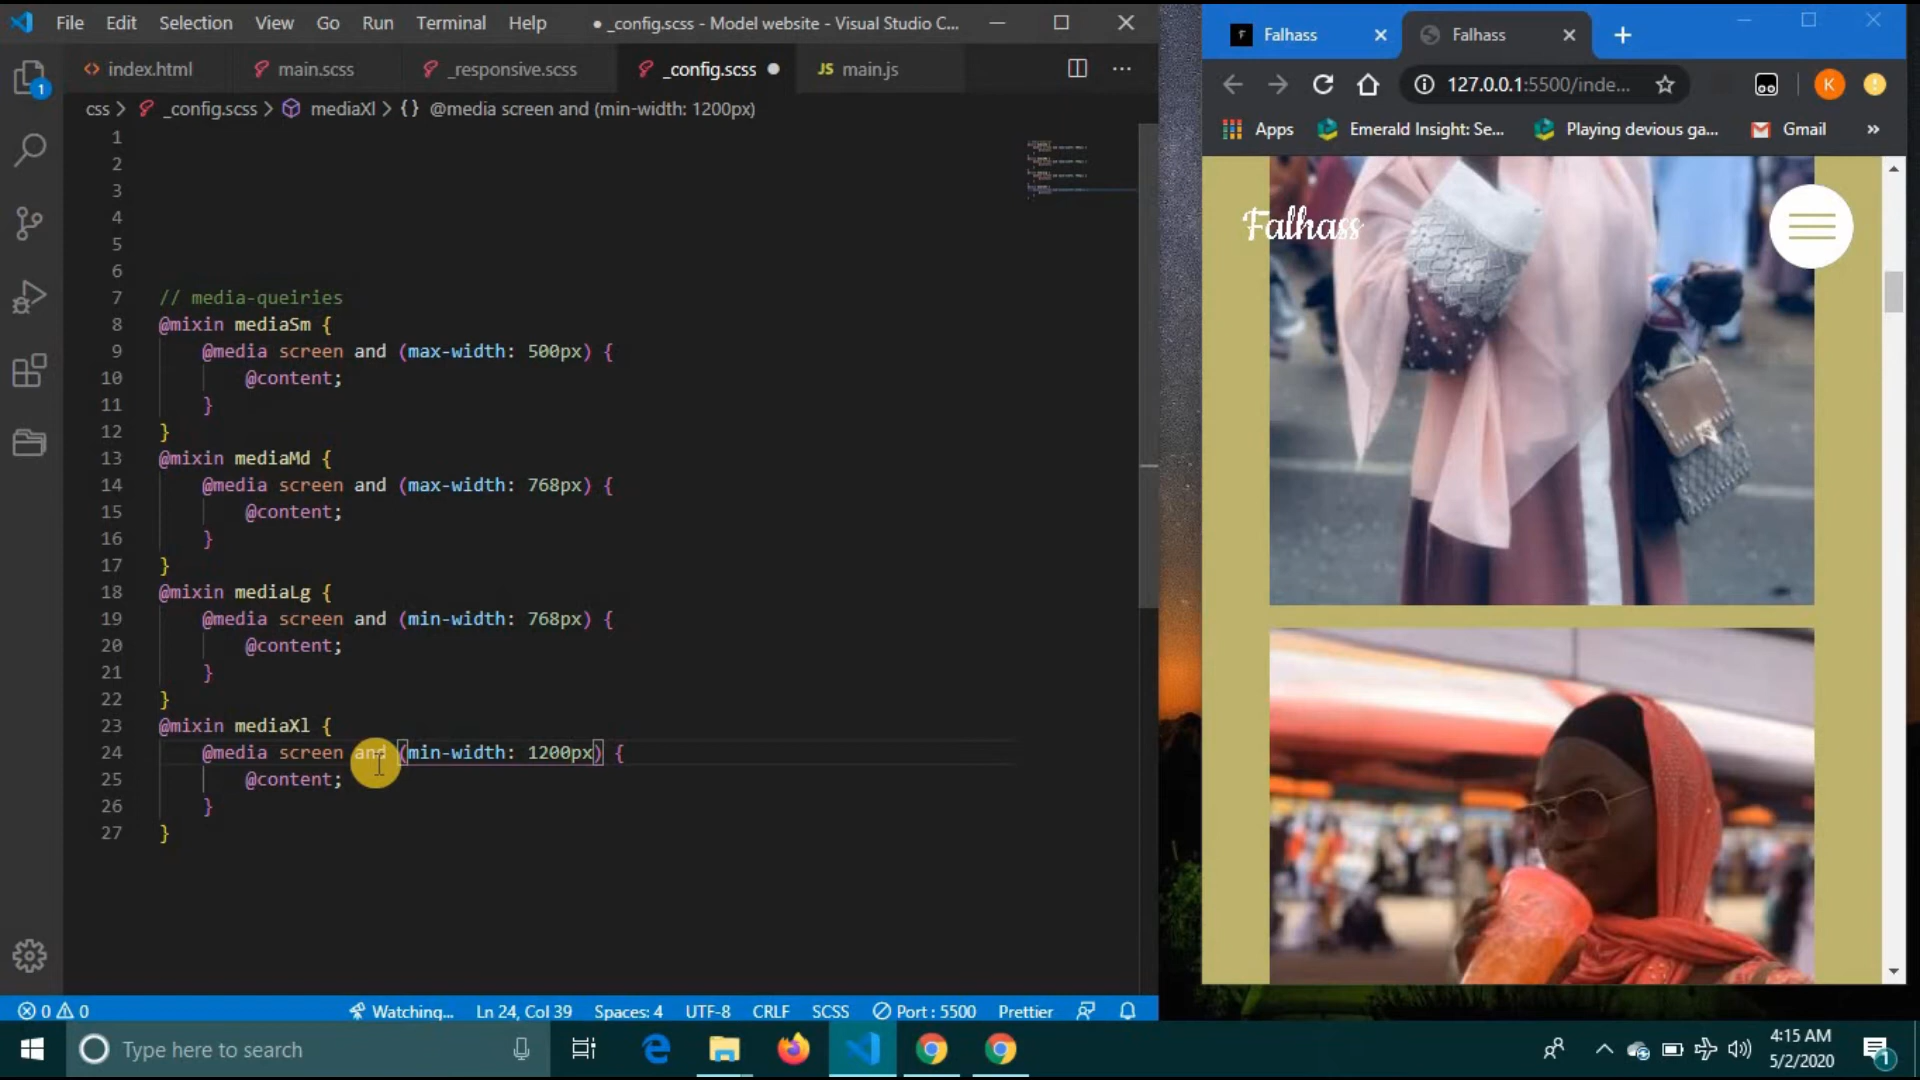 File Edit Selection View Go Run Terminal Help ● _config.scss - Model website - Visual Studio C...
index.html main.scss _responsive.scss _config.scss ● JS main.js
css > _config.scss > mediaXl > {} @media screen and (min-width: 1200px)
1
2
3
4
5
6
7 // media-queiries
8 @mixin mediaSm {
9 @media screen and (max-width: 500px) {
10 @content;
11 }
12 }
13 @mixin mediaMd {
14 @media screen and (max-width: 768px) {
15 @content;
16 }
17 }
18 @mixin mediaLg {
19 @media screen and (min-width: 768px) {
20 @content;
21 }
22 }
23 @mixin mediaXl {
24 @media screen and (min-width: 1200px) {
25 @content;
26 }
27 }
0 0 Watching... Ln 24, Col 39 Spaces: 4 UTF-8 CRLF SCSS Port : 5500 Prettier
Falhass Falhass
127.0.0.1:5500/inde... K
Apps Emerald Insight: Se... Playing devious ga... Gmail »
Falhass
Type here to search
4:15 AM
5/2/2020
1
1